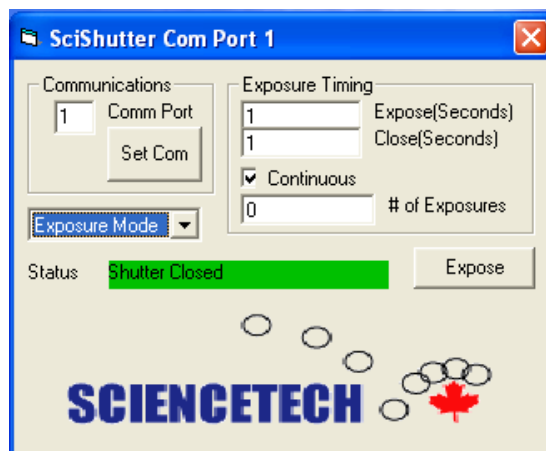 SciShutter Com Port 1
Communications
1 Comm Port
Set Com
Exposure Timing
1 Expose(Seconds)
1 Close(Seconds)
Continuous
0 # of Exposures
Exposure Mode
Status Shutter Closed
Expose
SCIENCETECH